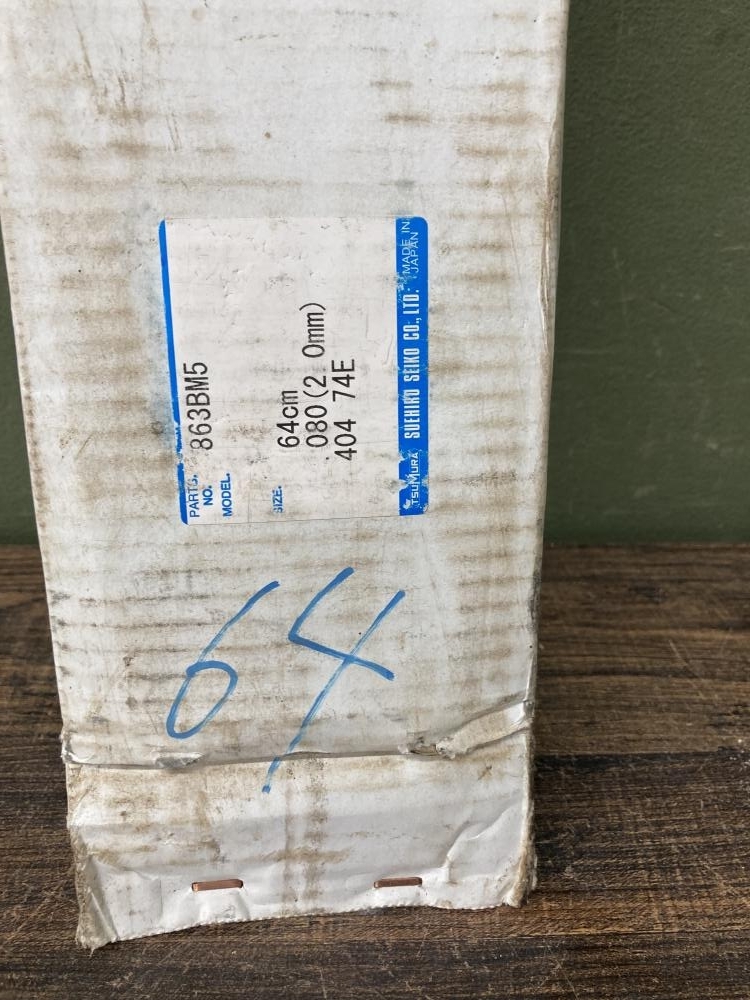 PARTS. NO. 863BM5
MODEL.
SIZE. 64cm
.080(2. 0mm)
404 74E
TSUMURA SUEHIRO SEIKO CO., LTD. MADE IN JAPAN
64